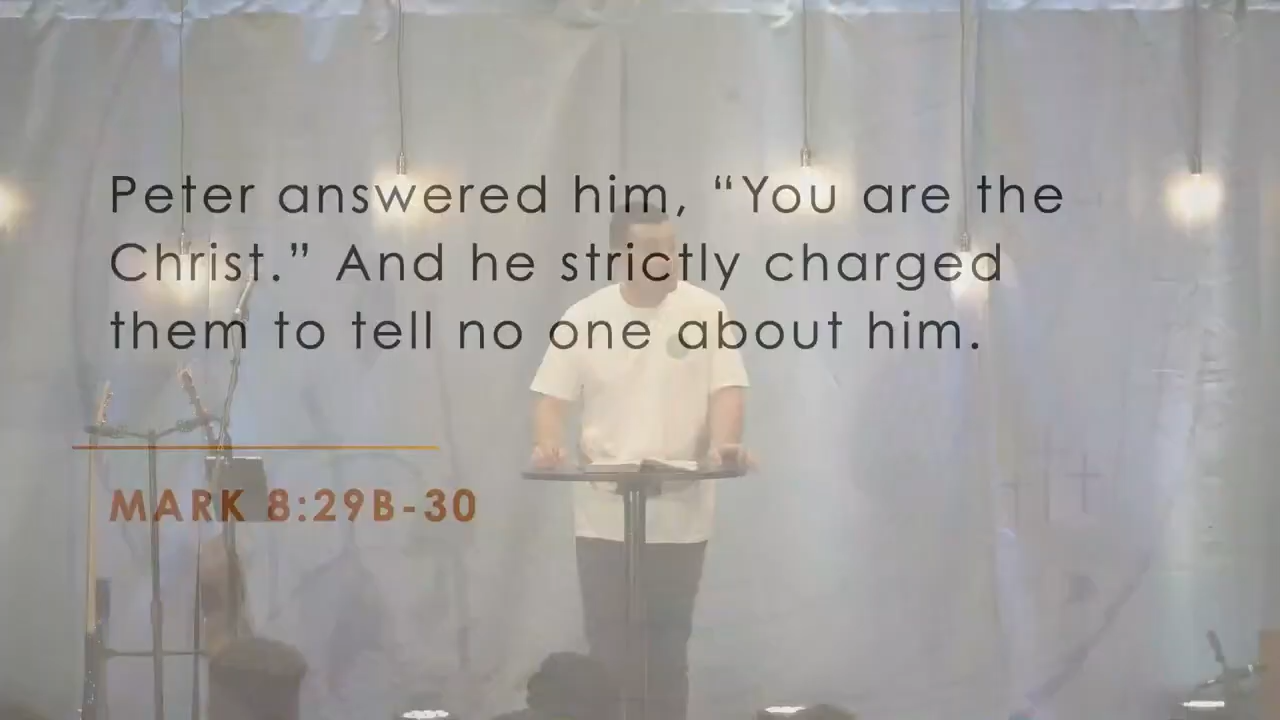 Peter answered him, “You are the
Christ.” And he strictly charged
them to tell no one about him.
MARK 8:29B-30